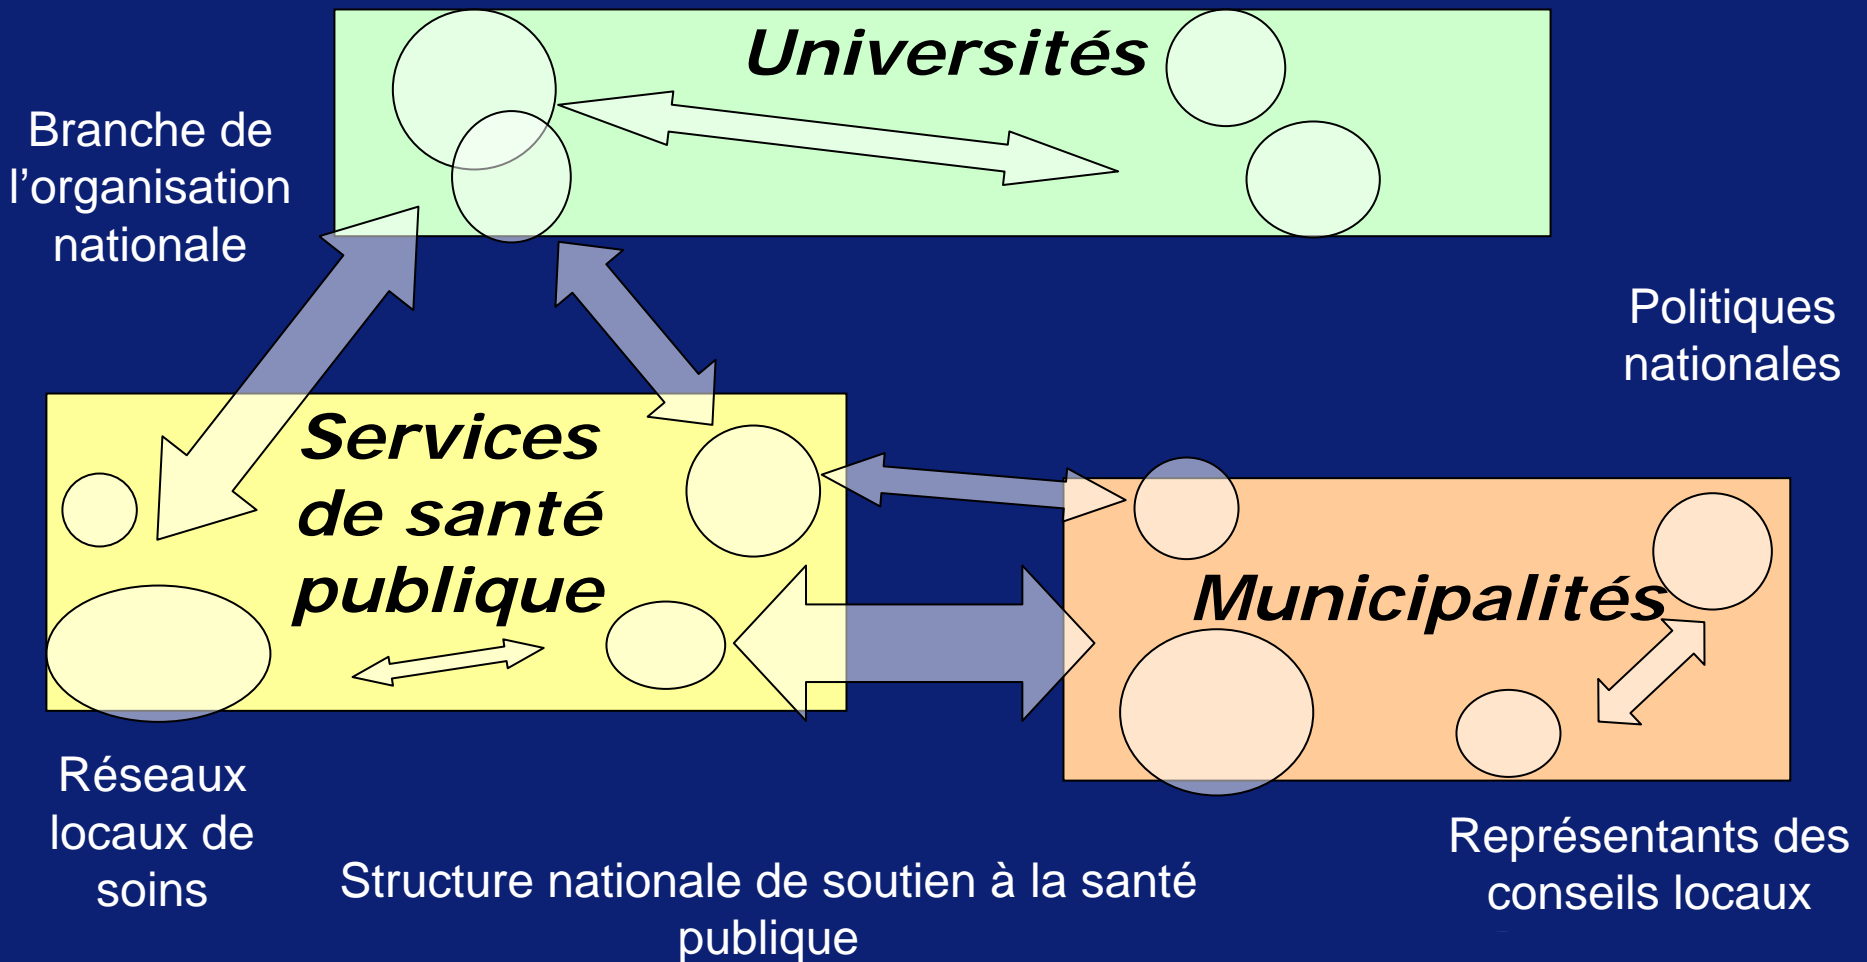 Universités
Branche de
l’organisation
nationale
Politiques
nationales
Services
de santé
publique
Municipalités
Réseaux
locaux de
soins
Structure nationale de soutien à la santé
publique
Représentants des
conseils locaux